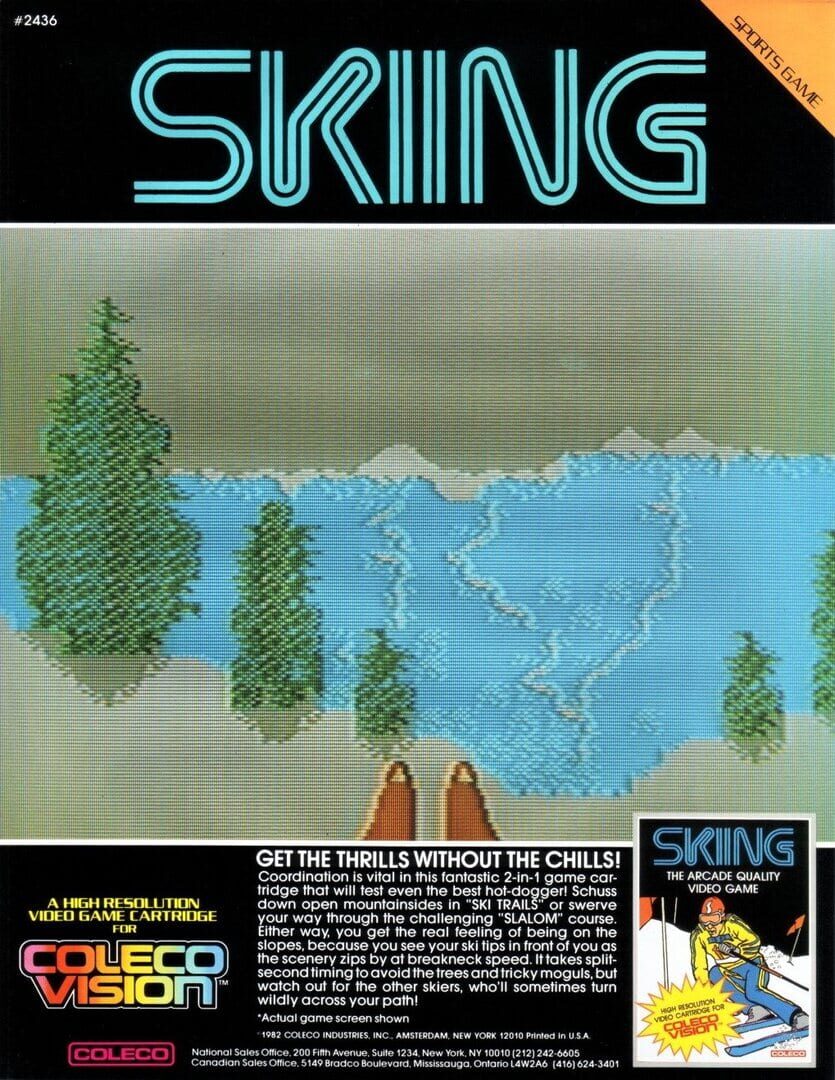 #2436
SPORTS GAME
SKIING
GET THE THRILLS WITHOUT THE CHILLS!
Coordination is vital in this fantastic 2-in-1 game car-
tridge that will test even the best hot-dogger! Schuss
down open mountainsides in "SKI TRAILS" or swerve
your way through the challenging "SLALOM" course.
Either way, you get the real feeling of being on the
slopes, because you see your ski tips in front of you as
the scenery zips by at breakneck speed. It takes split-
second timing to avoid the trees and tricky moguls, but
watch out for the other skiers, who'll sometimes turn
wildly across your path!
*Actual game screen shown
©1982 COLECO INDUSTRIES, INC., AMSTERDAM, NEW YORK 12010 Printed in U.S.A.
A HIGH RESOLUTION
VIDEO GAME CARTRIDGE
FOR
COLECO
VISION™
COLECO
National Sales Office, 200 Fifth Avenue, Suite 1234, New York, NY 10010 (212) 242-6605
Canadian Sales Office, 5149 Bradco Boulevard, Mississauga, Ontario L4W2A6 (416) 624-3401
SKIING
THE ARCADE QUALITY
VIDEO GAME
S
HIGH RESOLUTION
VIDEO CARTRIDGE FOR
COLECO
VISION
COLECO